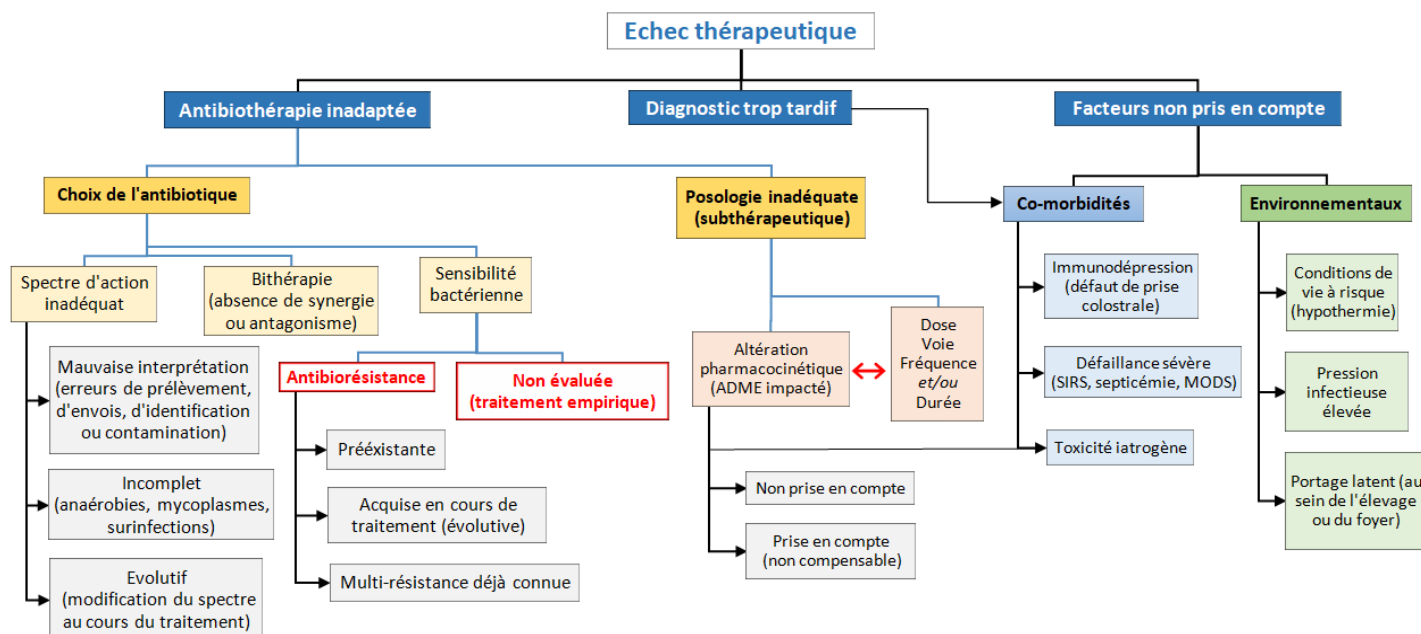 Echec thérapeutique
Antibiothérapie inadaptée
Diagnostic trop tardif
Facteurs non pris en compte
Choix de l'antibiotique
Posologie inadéquate
(subthérapeutique)
Co-morbidités
Environnementaux
Spectre d'action
inadéquat
Bithérapie
(absence de synergie
ou antagonisme)
Sensibilité
bactérienne
Mauvaise interprétation
(erreurs de prélèvement,
d'envois, d'identification
ou contamination)
Incomplet
(anaérobies, mycoplasmes,
surinfections)
Evolutif
(modification du spectre
au cours du traitement)
Antibiorésistance
Non évaluée
(traitement empirique)
Prééxistante
Acquise en cours de
traitement (évolutive)
Multi-résistance déjà connue
Altération
pharmacocinétique
(ADME impacté)
Dose
Voie
Fréquence
et/ou
Durée
Non prise en compte
Prise en compte
(non compensable)
Immunodépression
(défaut de prise
colostrale)
Défaillance sévère
(SIRS, septicémie, MODS)
Toxicité iatrogène
Conditions de
vie à risque
(hypothermie)
Pression
infectieuse
élevée
Portage latent (au
sein de l'élevage
ou du foyer)